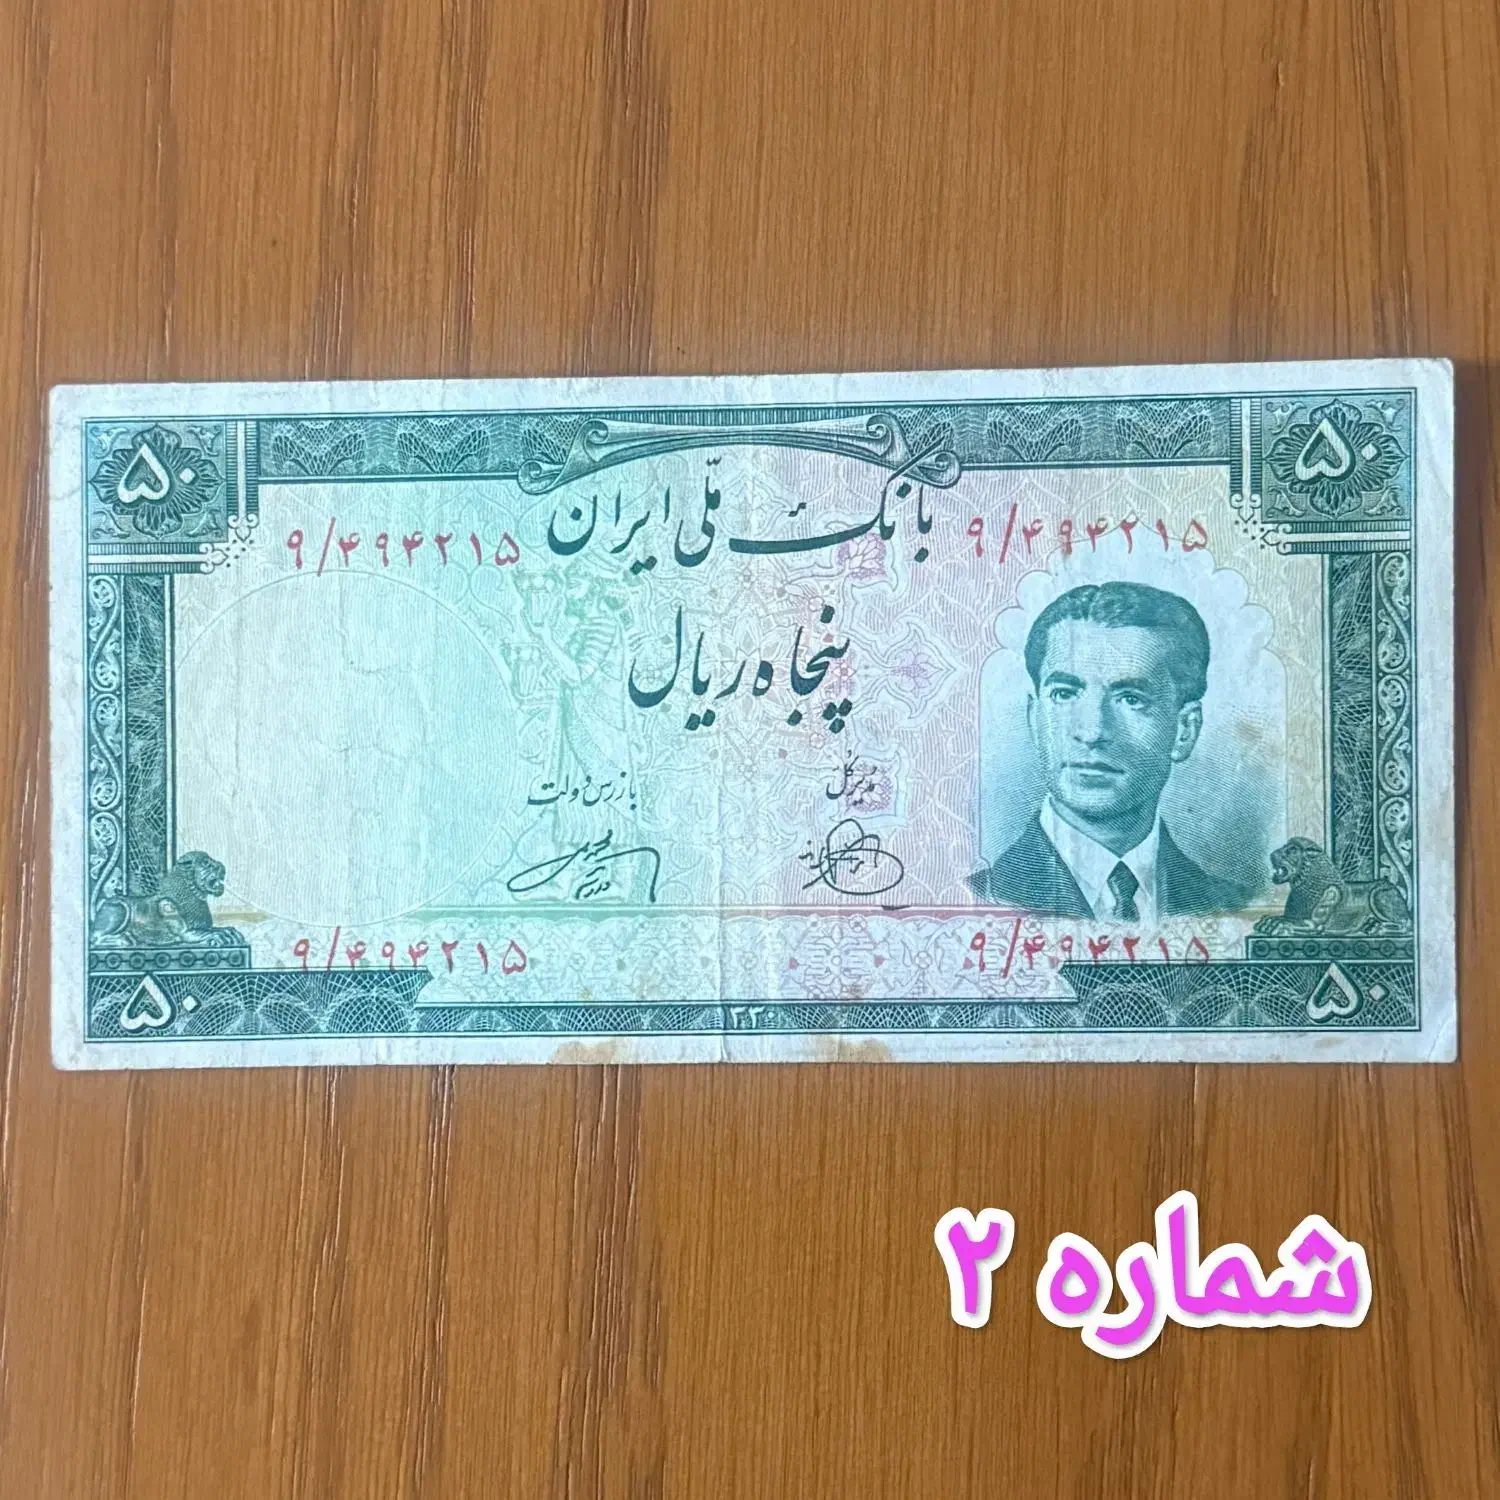 ۵۰ ۵۰
بانک ملّی ایران
۹/۴۹۴۲۱۵ ۹/۴۹۴۲۱۵
پنجاه ریال
مدیر کل بازرس دولت
۹/۴۹۴۲۱۵ ۹/۴۹۴۲۱۵
۵۰ ۵۰
شماره ۲